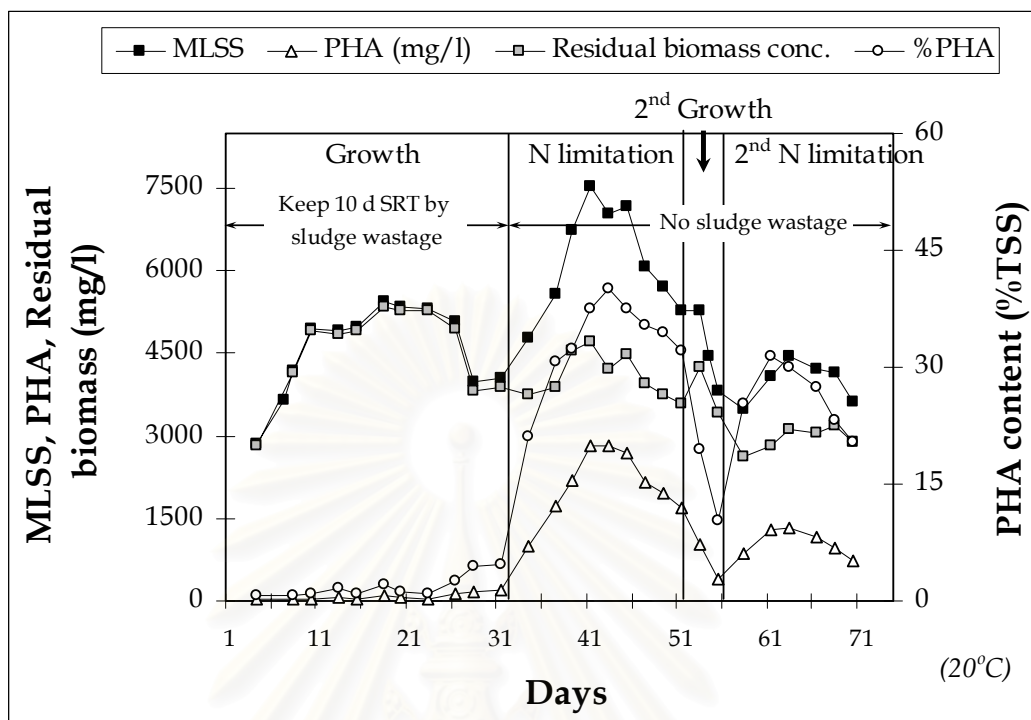 MLSS PHA (mg/l) Residual biomass conc. %PHA
2nd Growth
Growth N limitation 2nd N limitation
Keep 10 d SRT by
sludge wastage
No sludge wastage
MLSS, PHA, Residual
biomass (mg/l)
7500
6000
4500
3000
1500
0
60
45
30
15
0
PHA content (%TSS)
1 11 21 31 41 51 61 71
Days
(20°C)